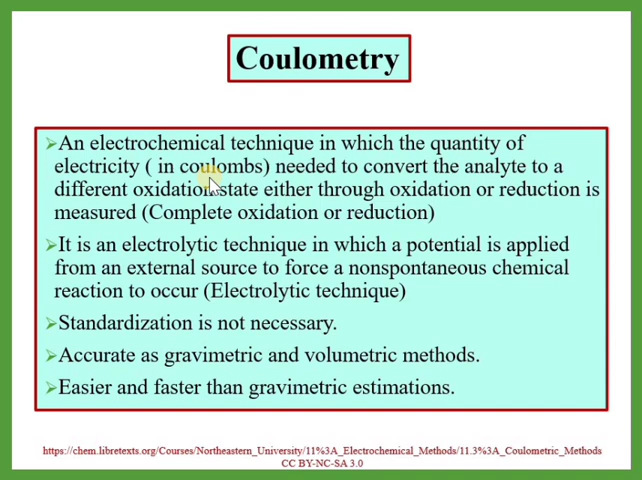 Coulometry
➢An electrochemical technique in which the quantity of
electricity ( in coulombs) needed to convert the analyte to a
different oxidation state either through oxidation or reduction is
measured (Complete oxidation or reduction)
➢It is an electrolytic technique in which a potential is applied
from an external source to force a nonspontaneous chemical
reaction to occur (Electrolytic technique)
➢Standardization is not necessary.
➢Accurate as gravimetric and volumetric methods.
➢Easier and faster than gravimetric estimations.
https://chem.libretexts.org/Courses/Northeastern_University/11%3A_Electrochemical_Methods/11.3%3A_Coulometric_Methods
CC BY-NC-SA 3.0